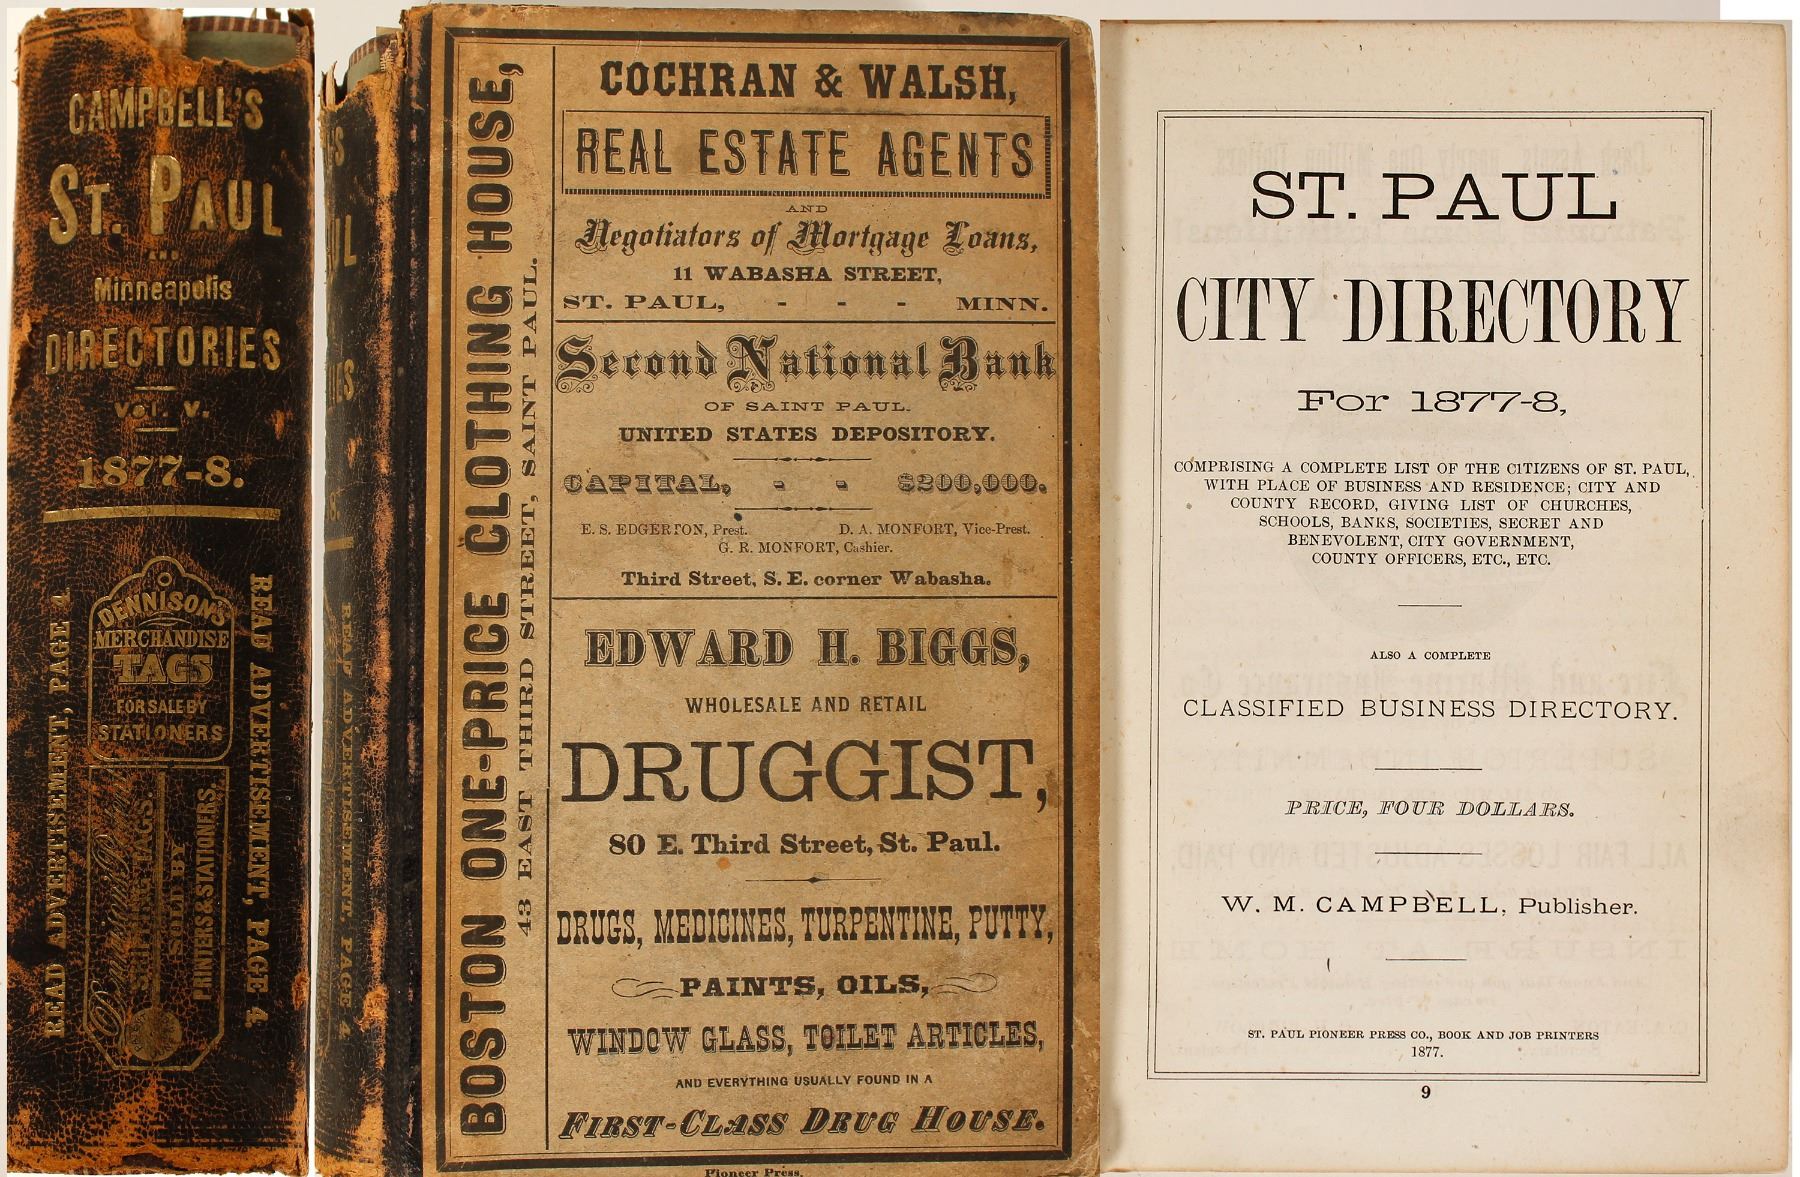 CAMPBELL'S
ST. PAUL
AND
Minneapolis
DIRECTORIES
VOL. V.
1877-8.
READ ADVERTISEMENT, PAGE 4
DENNISON'S
MERCHANDISE
TAGS
FOR SALE BY
STATIONERS
SHIPPING TAGS.
SOLD BY
PRINTERS & STATIONERS.
READ ADVERTISEMENT, PAGE 4.
'S
UL
READ ADVERTISEMENT, PAGE 4
BOSTON ONE-PRICE CLOTHING HOUSE,
43 EAST THIRD STREET, SAINT PAUL.
COCHRAN & WALSH,
REAL ESTATE AGENTS
AND
Negotiators of Mortgage Loans,
11 WABASHA STREET,
ST. PAUL, - - - MINN.
Second National Bank
OF SAINT PAUL.
UNITED STATES DEPOSITORY.
CAPITAL, - - $200,000.
E. S. EDGERTON, Prest. D. A. MONFORT, Vice-Prest.
G. R. MONFORT, Cashier.
Third Street, S. E. corner Wabasha.
EDWARD H. BIGGS,
WHOLESALE AND RETAIL
DRUGGIST,
80 E. Third Street, St. Paul.
DRUGS, MEDICINES, TURPENTINE, PUTTY,
PAINTS, OILS,
WINDOW GLASS, TOILET ARTICLES,
AND EVERYTHING USUALLY FOUND IN A
FIRST-CLASS DRUG HOUSE.
Pioneer Press.
ST. PAUL
CITY DIRECTORY
For 1877-8,
COMPRISING A COMPLETE LIST OF THE CITIZENS OF ST. PAUL,
WITH PLACE OF BUSINESS AND RESIDENCE; CITY AND
COUNTY RECORD, GIVING LIST OF CHURCHES,
SCHOOLS, BANKS, SOCIETIES, SECRET AND
BENEVOLENT, CITY GOVERNMENT,
COUNTY OFFICERS, ETC., ETC.
ALSO A COMPLETE
CLASSIFIED BUSINESS DIRECTORY.
PRICE, FOUR DOLLARS.
W. M. CAMPBELL, Publisher.
ST. PAUL PIONEER PRESS CO., BOOK AND JOB PRINTERS
1877.
9